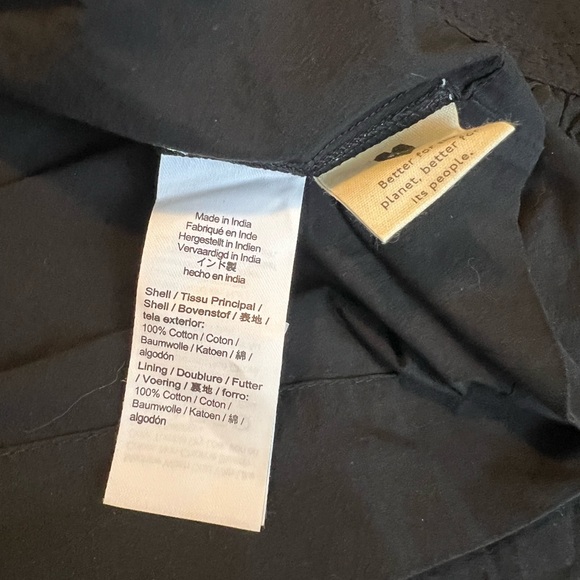 Made in India
Fabriqué en Inde
Hergestellt in Indien
Vervaardigd in India
インド製
hecho en India
Shell / Tissu Principal /
Shell / Bovenstof / 表地 /
tela exterior:
100% Cotton / Coton /
Baumwolle / Katoen / 綿 /
algodón
Lining / Doublure / Futter
/ Voering / 裏地 / forro:
100% Cotton / Coton /
Baumwolle / Katoen / 綿 /
algodón
Better for
planet, better for
its people.